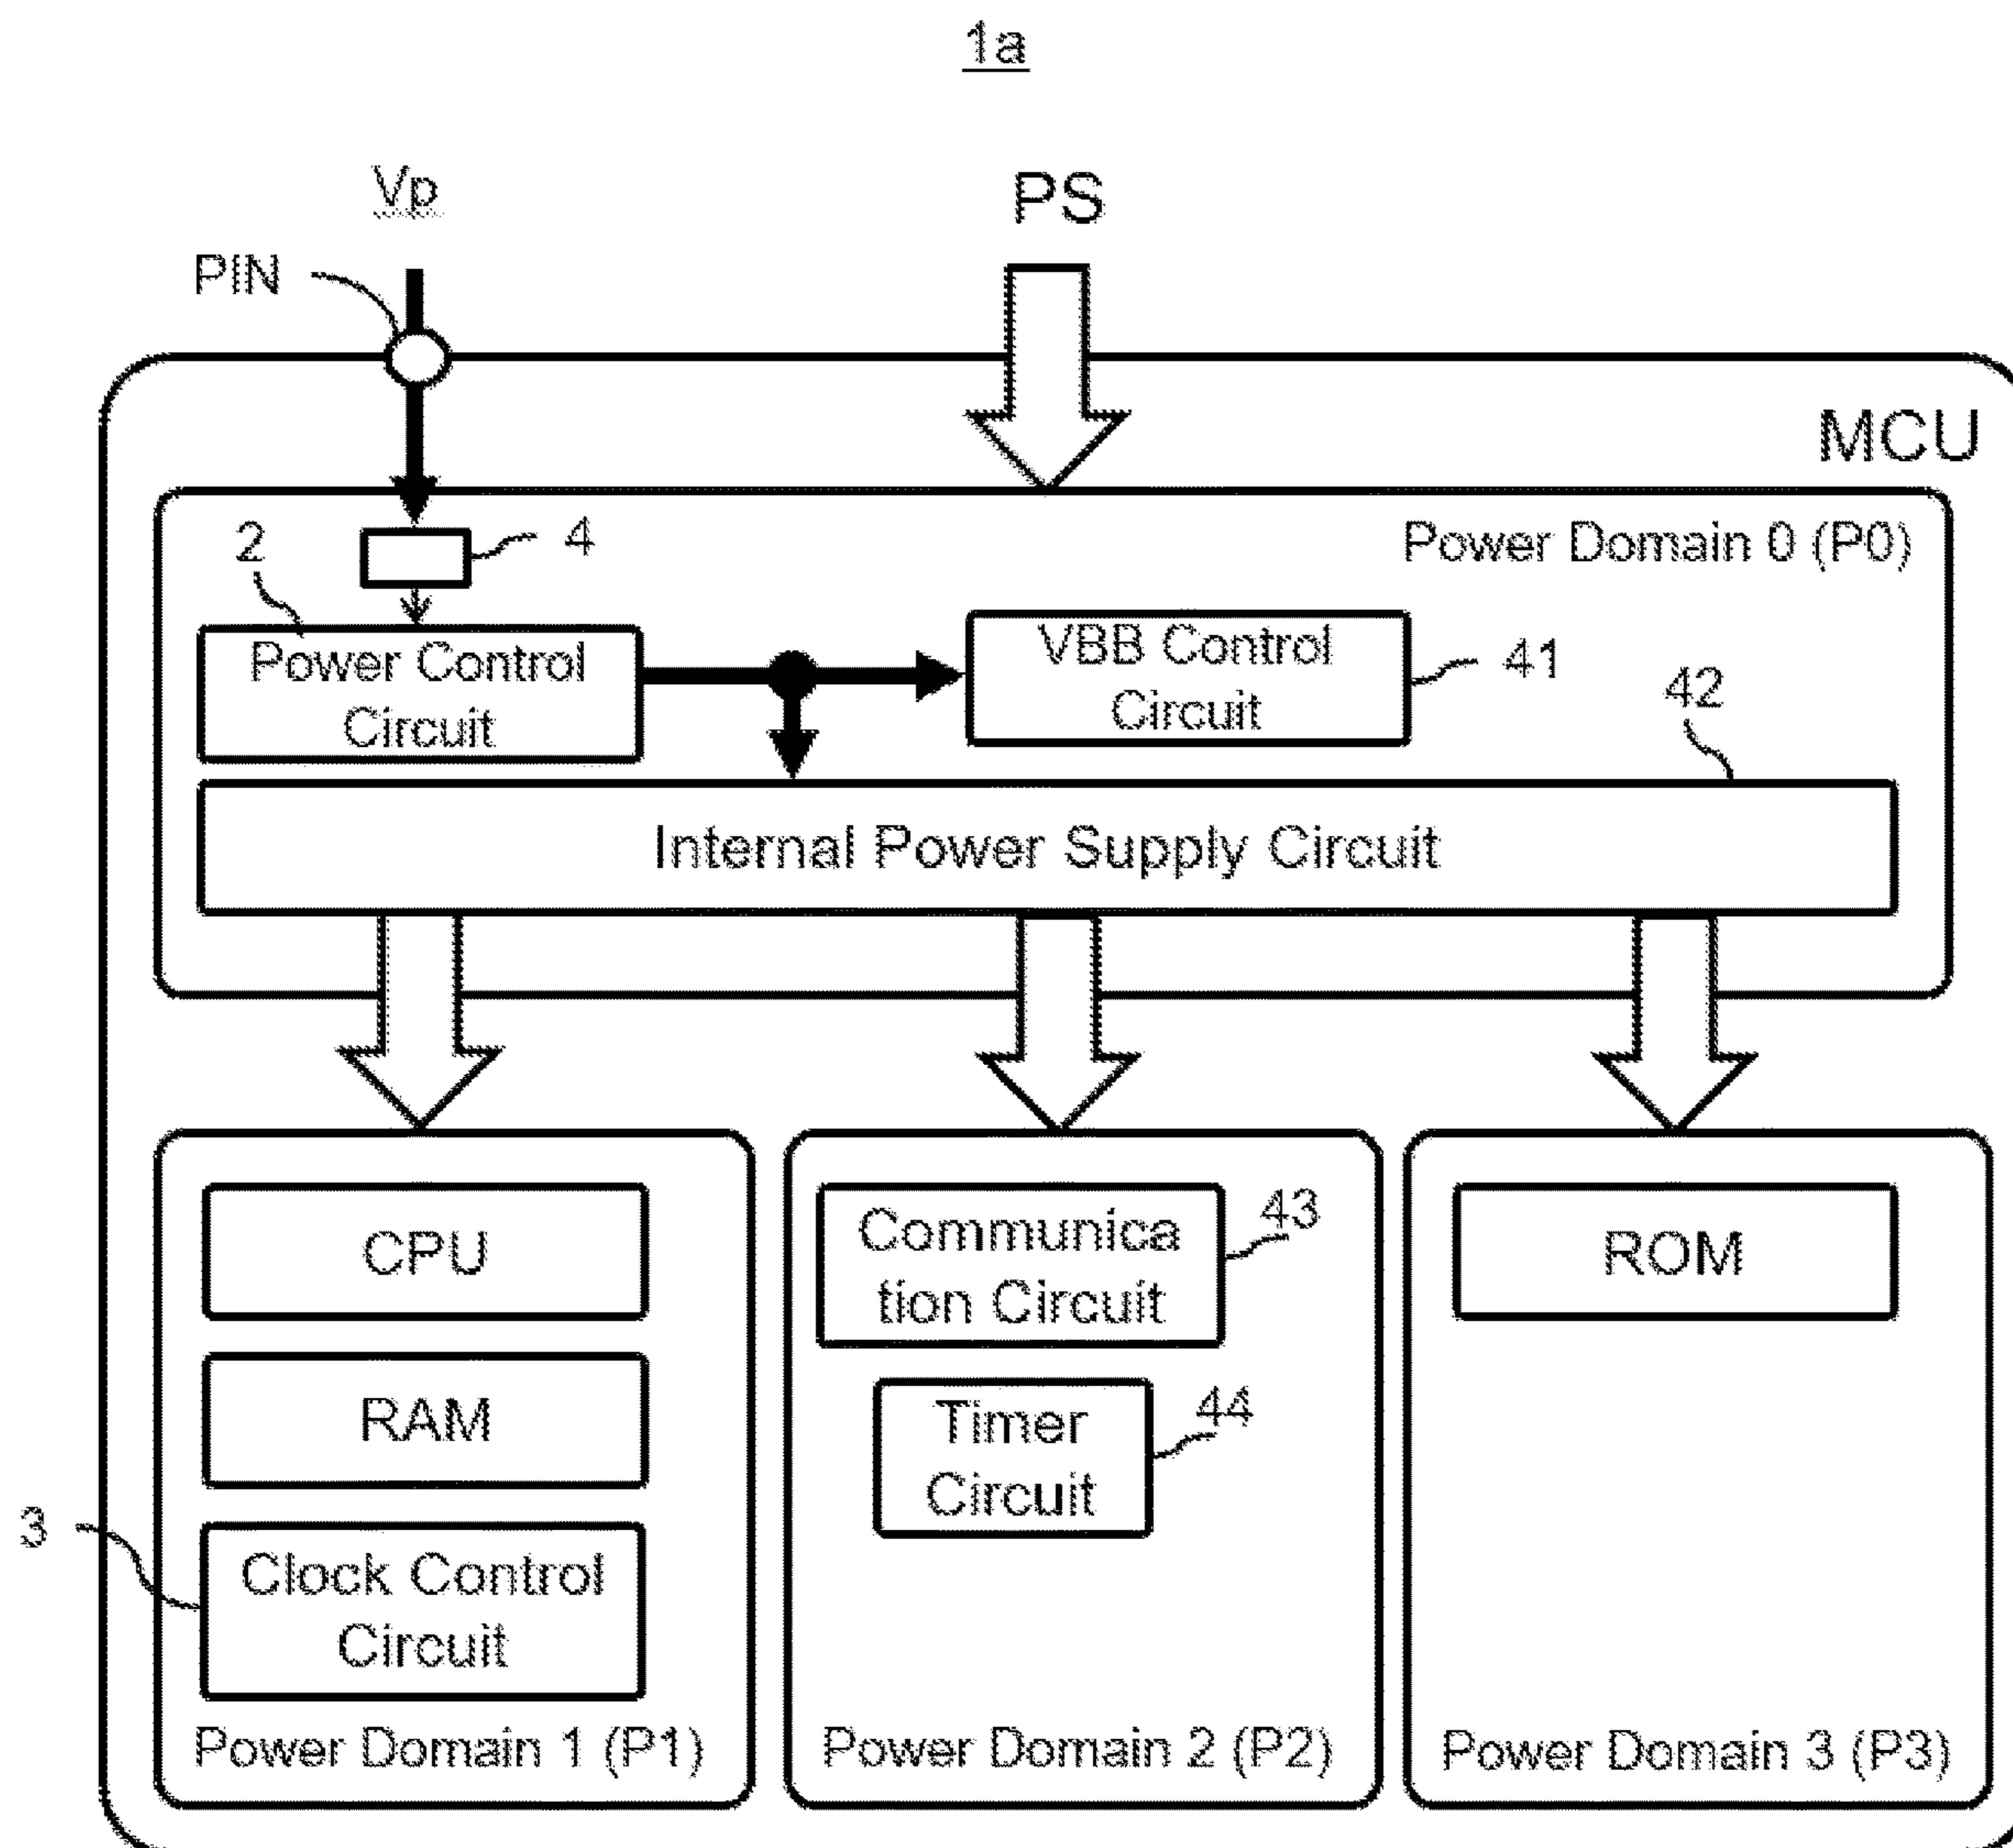 1a
Vp
PS
PIN
MCU
Power Domain 0 (P0)
2
4
Power Control
Circuit
VBB Control
Circuit
41
42
Internal Power Supply Circuit
CPU
RAM
3
Clock Control
Circuit
Power Domain 1 (P1)
Communica
tion Circuit
43
Timer
Circuit
44
Power Domain 2 (P2)
ROM
Power Domain 3 (P3)